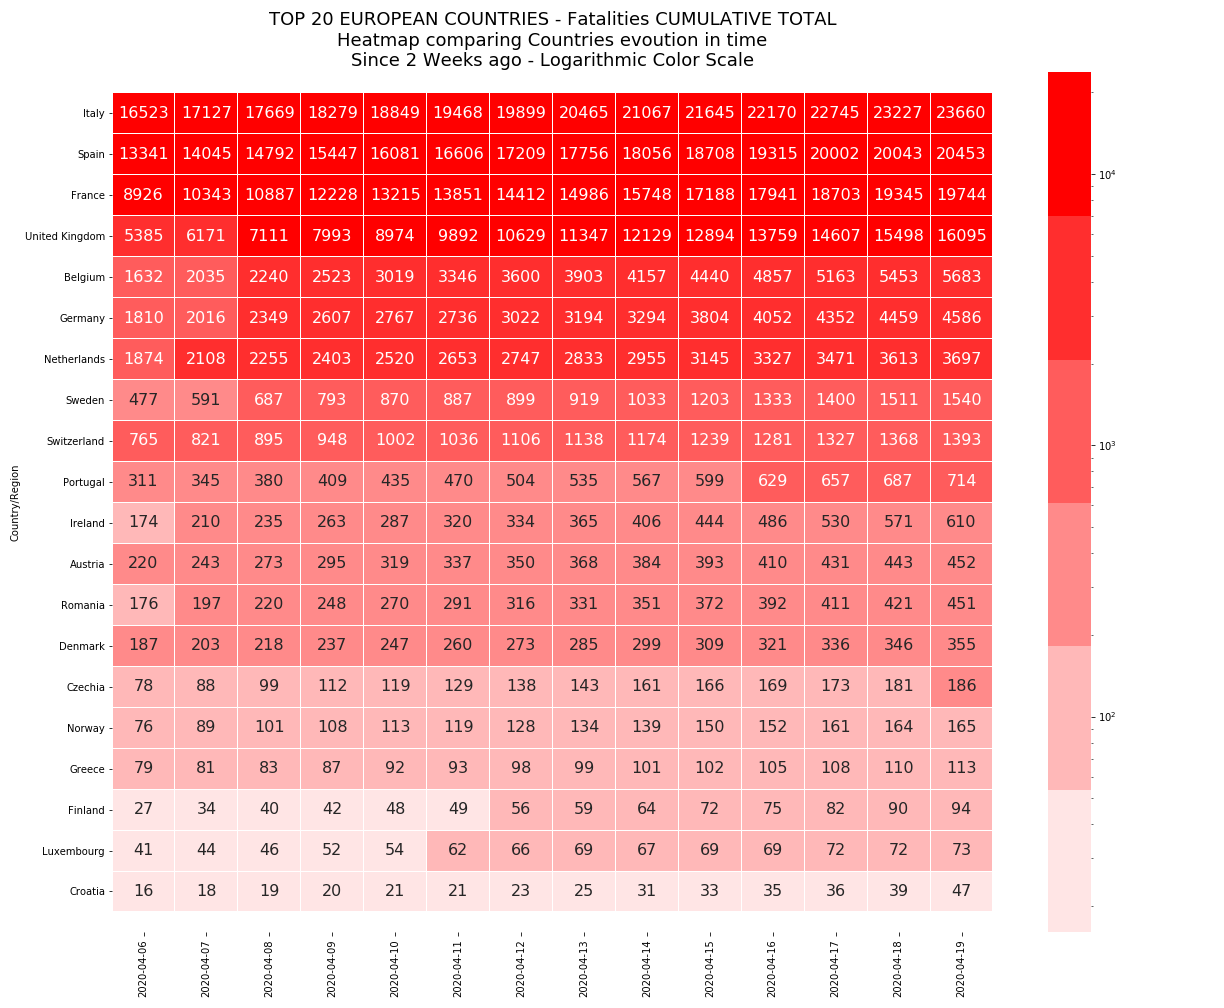 TOP 20 EUROPEAN COUNTRIES - Fatalities CUMULATIVE TOTAL
Heatmap comparing Countries evoution in time
Since 2 Weeks ago - Logarithmic Color Scale
Country/Region
Italy 16523 17127 17669 18279 18849 19468 19899 20465 21067 21645 22170 22745 23227 23660
Spain 13341 14045 14792 15447 16081 16606 17209 17756 18056 18708 19315 20002 20043 20453
France 8926 10343 10887 12228 13215 13851 14412 14986 15748 17188 17941 18703 19345 19744
United Kingdom 5385 6171 7111 7993 8974 9892 10629 11347 12129 12894 13759 14607 15498 16095
Belgium 1632 2035 2240 2523 3019 3346 3600 3903 4157 4440 4857 5163 5453 5683
Germany 1810 2016 2349 2607 2767 2736 3022 3194 3294 3804 4052 4352 4459 4586
Netherlands 1874 2108 2255 2403 2520 2653 2747 2833 2955 3145 3327 3471 3613 3697
Sweden 477 591 687 793 870 887 899 919 1033 1203 1333 1400 1511 1540
Switzerland 765 821 895 948 1002 1036 1106 1138 1174 1239 1281 1327 1368 1393
Portugal 311 345 380 409 435 470 504 535 567 599 629 657 687 714
Ireland 174 210 235 263 287 320 334 365 406 444 486 530 571 610
Austria 220 243 273 295 319 337 350 368 384 393 410 431 443 452
Romania 176 197 220 248 270 291 316 331 351 372 392 411 421 451
Denmark 187 203 218 237 247 260 273 285 299 309 321 336 346 355
Czechia 78 88 99 112 119 129 138 143 161 166 169 173 181 186
Norway 76 89 101 108 113 119 128 134 139 150 152 161 164 165
Greece 79 81 83 87 92 93 98 99 101 102 105 108 110 113
Finland 27 34 40 42 48 49 56 59 64 72 75 82 90 94
Luxembourg 41 44 46 52 54 62 66 69 67 69 69 72 72 73
Croatia 16 18 19 20 21 21 23 25 31 33 35 36 39 47
2020-04-06 2020-04-07 2020-04-08 2020-04-09 2020-04-10 2020-04-11 2020-04-12 2020-04-13 2020-04-14 2020-04-15 2020-04-16 2020-04-17 2020-04-18 2020-04-19
10⁴
10³
10²